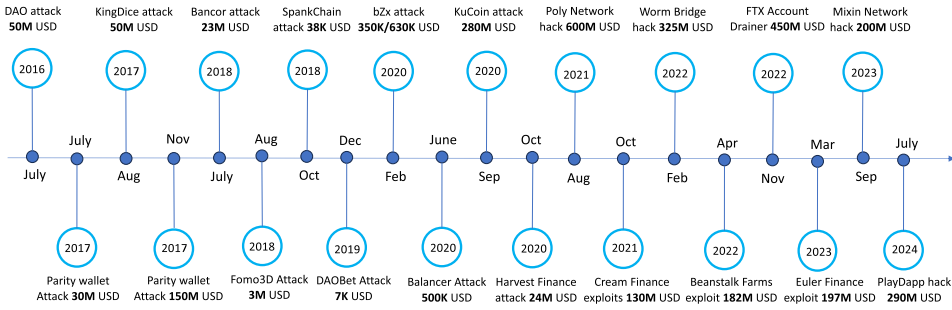 DAO attack
50M USD
KingDice attack
50M USD
Bancor attack
23M USD
SpankChain
attack 38K USD
bZx attack
350K/630K USD
KuCoin attack
280M USD
Poly Network
hack 600M USD
Worm Bridge
hack 325M USD
FTX Account
Drainer 450M USD
Mixin Network
hack 200M USD
2016
2017
2018
2018
2020
2020
2021
2022
2022
2023
July
Nov
Aug
Dec
June
Oct
Oct
Apr
Mar
July
July
Aug
July
Oct
Feb
Sep
Aug
Feb
Nov
Sep
2017
2017
2018
2019
2020
2020
2021
2022
2023
2024
Parity wallet
Attack 30M USD
Parity wallet
Attack 150M USD
Fomo3D Attack
3M USD
DAOBet Attack
7K USD
Balancer Attack
500K USD
Harvest Finance
attack 24M USD
Cream Finance
exploits 130M USD
Beanstalk Farms
exploit 182M USD
Euler Finance
exploit 197M USD
PlayDapp hack
290M USD